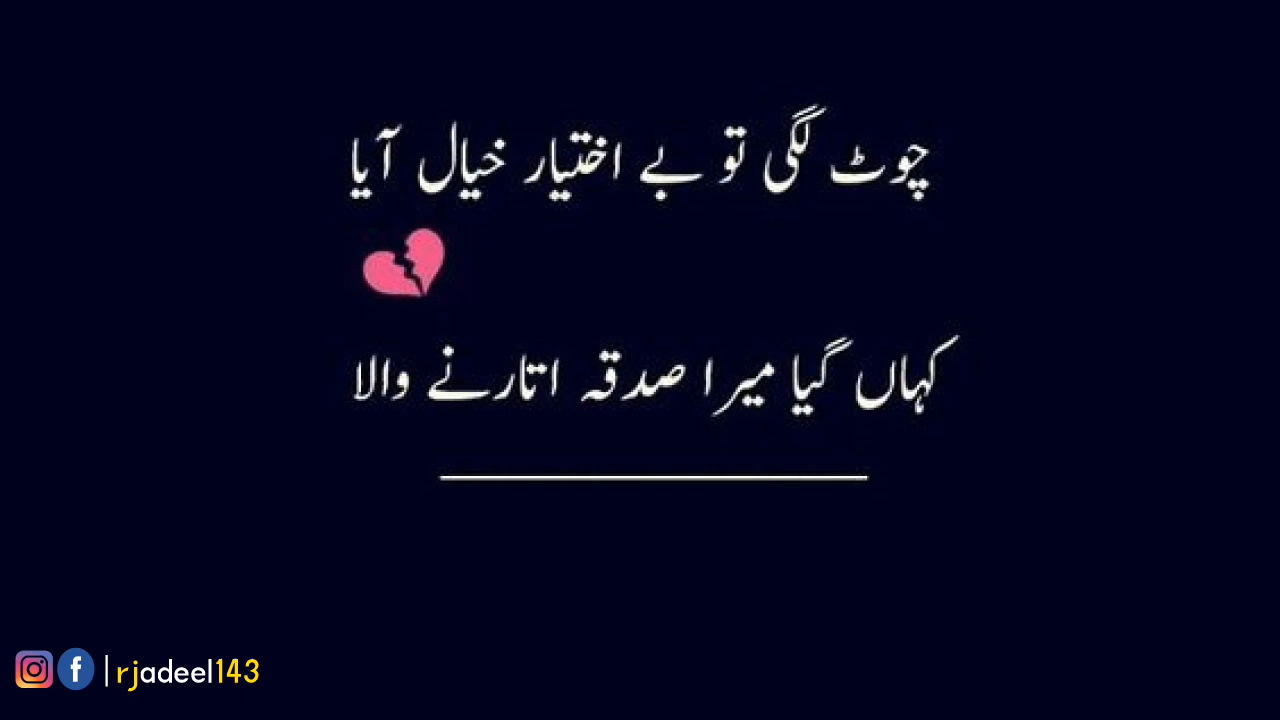 چوٹ لگی تو بے اختیار خیال آیا
کہاں گیا میرا صدقہ اتارنے والا
rjadeel143